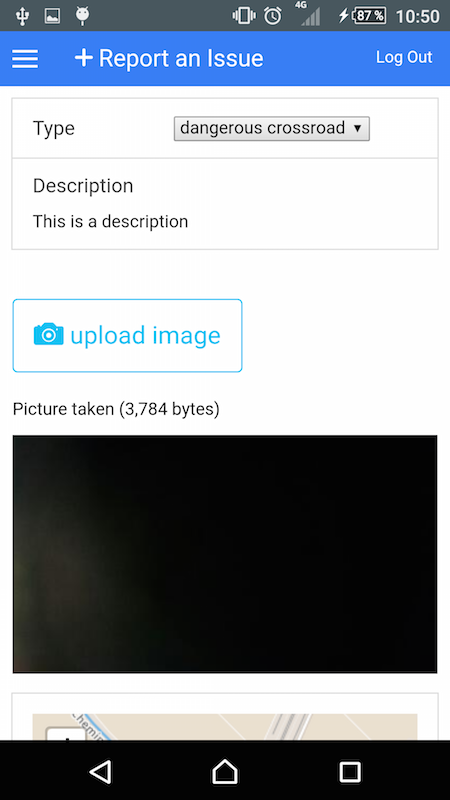 4G
87 %
10:50
+ Report an Issue
Log Out
Type
dangerous crossroad
Description
This is a description
upload image
Picture taken (3,784 bytes)